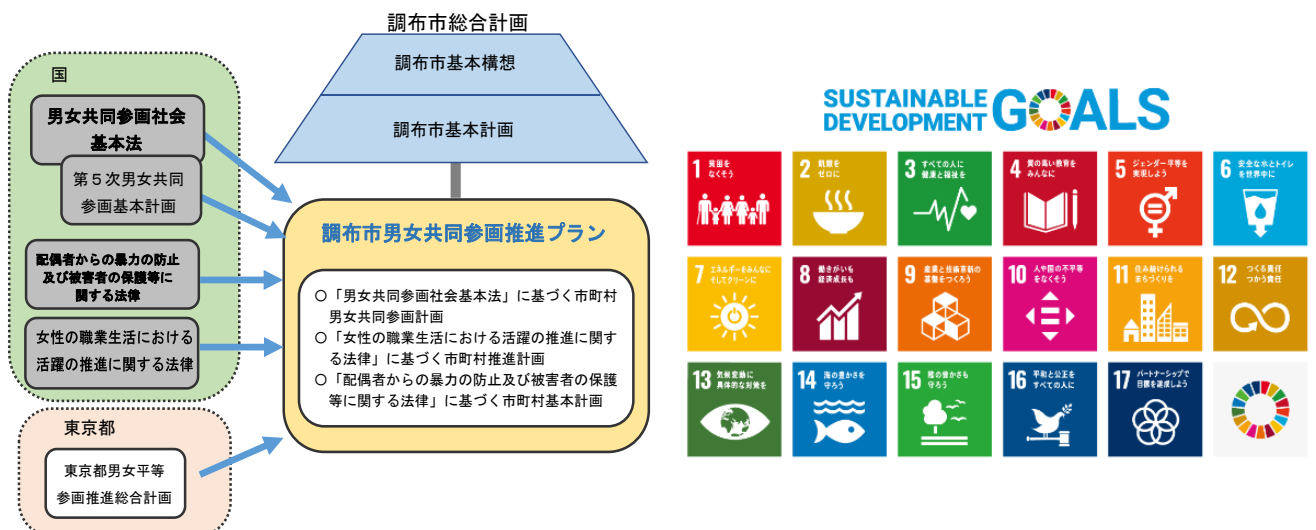 調布市総合計画
調布市基本構想
調布市基本計画
国
男女共同参画社会
基本法
第５次男女共同
参画基本計画
配偶者からの暴力の防止
及び被害者の保護等に
関する法律
女性の職業生活における
活躍の推進に関する法律
東京都
東京都男女平等
参画推進総合計画
調布市男女共同参画推進プラン
○「男女共同参画社会基本法」に基づく市町村
男女共同参画計画
○「女性の職業生活における活躍の推進に関す
る法律」に基づく市町村推進計画
○「配偶者からの暴力の防止及び被害者の保護
等に関する法律」に基づく市町村基本計画
SUSTAINABLE
DEVELOPMENT
GOALS
1 貧困を
なくそう
2 飢餓を
ゼロに
3 すべての人に
健康と福祉を
4 質の高い教育を
みんなに
5 ジェンダー平等を
実現しよう
6 安全な水とトイレ
を世界中に
7 エネルギーをみんなに
そしてクリーンに
8 働きがいも
経済成長も
9 産業と技術革新の
基盤をつくろう
10 人や国の不平等
をなくそう
11 住み続けられる
まちづくりを
12 つくる責任
つかう責任
13 気候変動に
具体的な対策を
14 海の豊かさを
守ろう
15 陸の豊かさも
守ろう
16 平和と公正を
すべての人に
17 パートナーシップで
目標を達成しよう